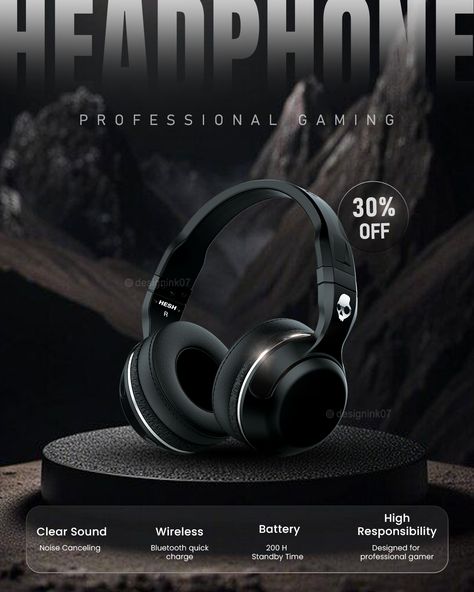 HEADPHONE
PROFESSIONAL GAMING
30%
OFF
@designink07
HESH
R
@designink07
Clear Sound
Noise Canceling
Wireless
Bluetooth quick
charge
Battery
200 H
Standby Time
High
Responsibility
Designed for
professional gamer